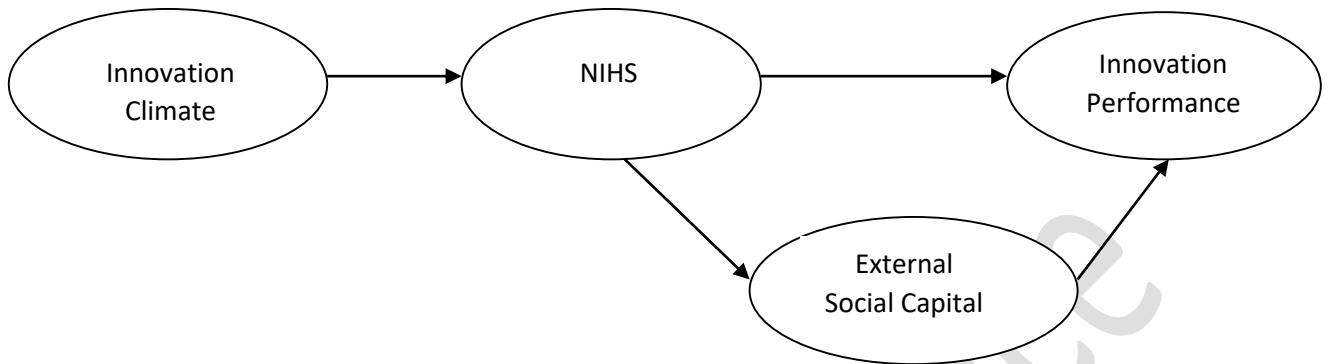 Innovation
Climate
NIHS
Innovation
Performance
External
Social Capital